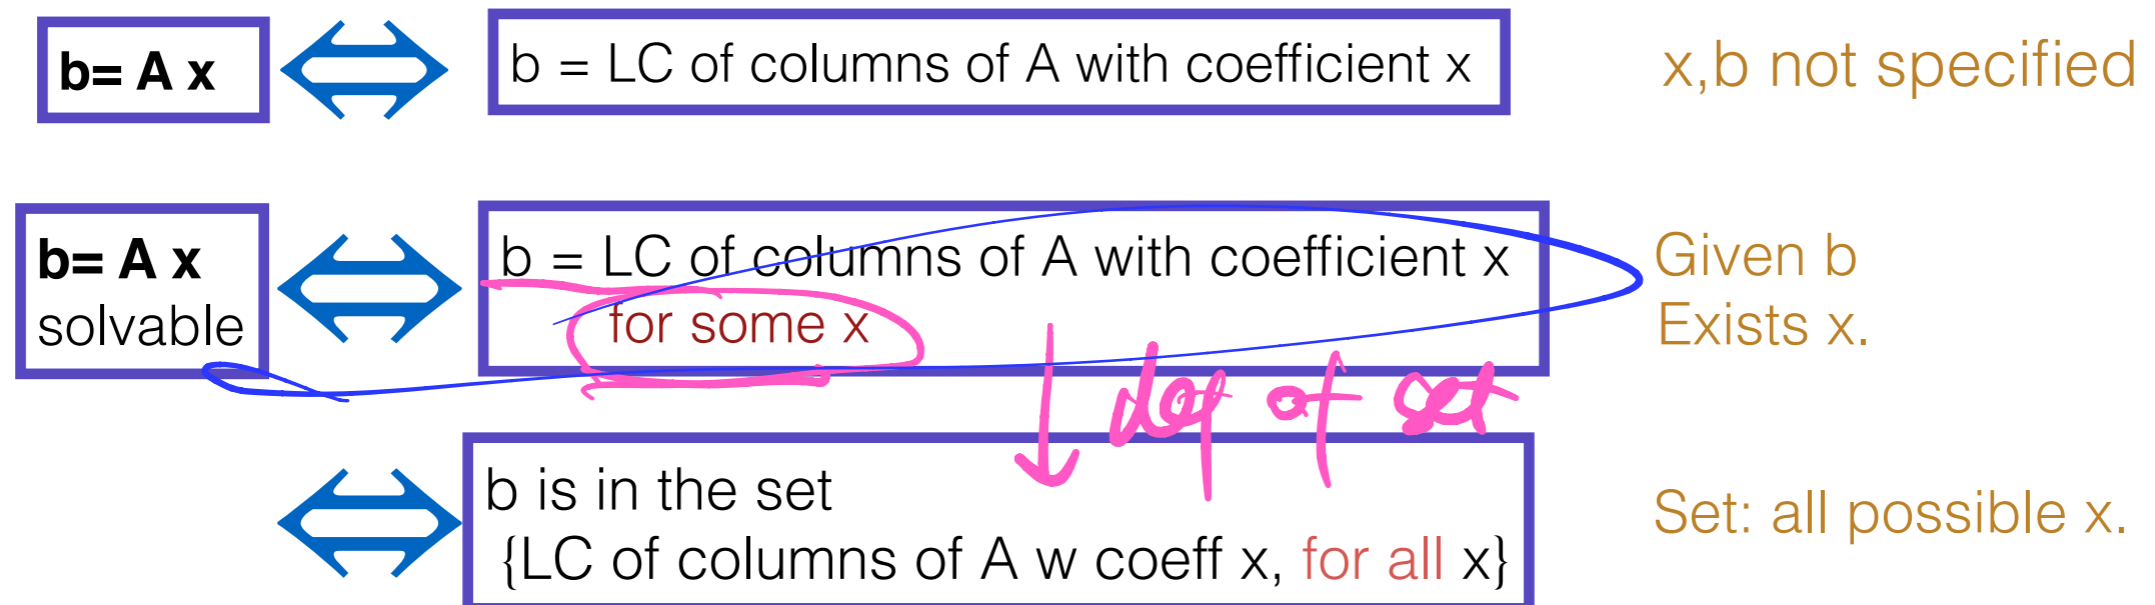 b= A x
b = LC of columns of A with coefficient x
x,b not specified
b= A x
solvable
b = LC of columns of A with coefficient x
for some x
Given b
Exists x.
def of set
b is in the set
{LC of columns of A w coeff x, for all x}
Set: all possible x.